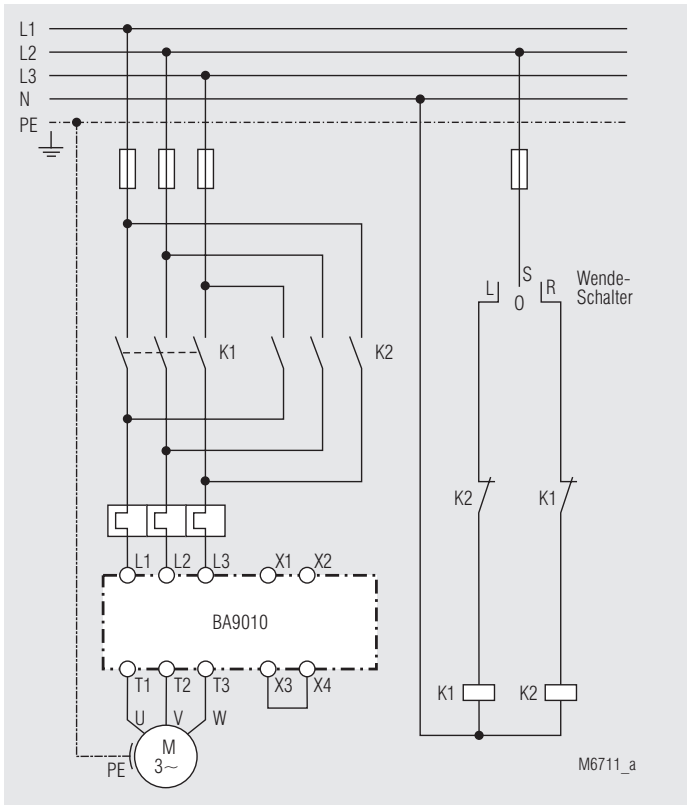 L1
L2
L3
N
PE
L S R
0
Wende-
Schalter
K1 K2
K2 K1
L1 L2 L3 X1 X2
BA9010
T1 T2 T3 X3 X4
K1 K2
U V W
M
3~
PE
M6711_a